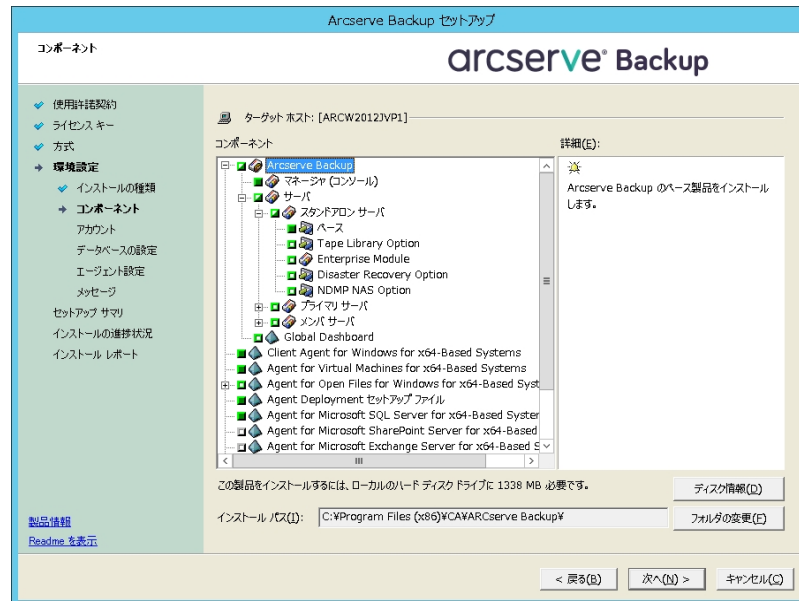 Arcserve Backup セットアップ
コンポーネント
arcserve® Backup
使用許諾契約
ライセンス キー
方式
環境設定
インストールの種類
コンポーネント
アカウント
データベースの設定
エージェント設定
メッセージ
セットアップ サマリ
インストールの進捗状況
インストール レポート
製品情報
Readme を表示
ターゲット ホスト: [ARCW2012JVP1]
コンポーネント
Arcserve Backup
マネージャ (コンソール)
サーバ
スタンドアロン サーバ
ベース
Tape Library Option
Enterprise Module
Disaster Recovery Option
NDMP NAS Option
プライマリ サーバ
メンバ サーバ
Global Dashboard
Client Agent for Windows for x64-Based Systems
Agent for Virtual Machines for x64-Based Systems
Agent for Open Files for Windows for x64-Based Syst
Agent Deployment セットアップ ファイル
Agent for Microsoft SQL Server for x64-Based System
Agent for Microsoft SharePoint Server for x64-Based
Agent for Microsoft Exchange Server for x64-Based S
詳細(E):
Arcserve Backup のベース製品をインストール
します。
この製品をインストールするには、ローカルのハード ディスク ドライブに 1338 MB 必要です。
ディスク情報(D)
インストール パス(I): C:¥Program Files (x86)¥CA¥ARCserve Backup¥
フォルダの変更(F)
< 戻る(B) 次へ(N) > キャンセル(C)